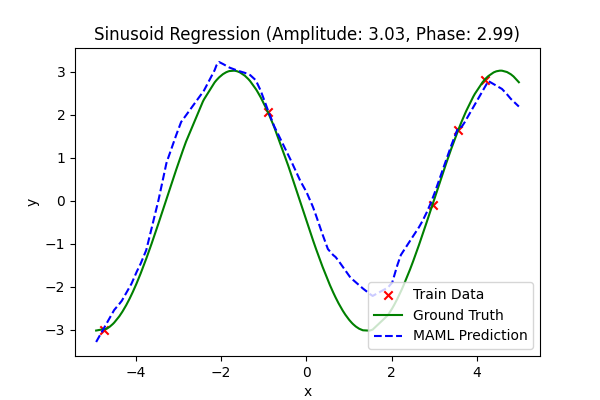 Sinusoid Regression (Amplitude: 3.03, Phase: 2.99)
3
2
1
0
−1
−2
−3
y
−4
−2
0
2
4
x
Train Data
Ground Truth
MAML Prediction